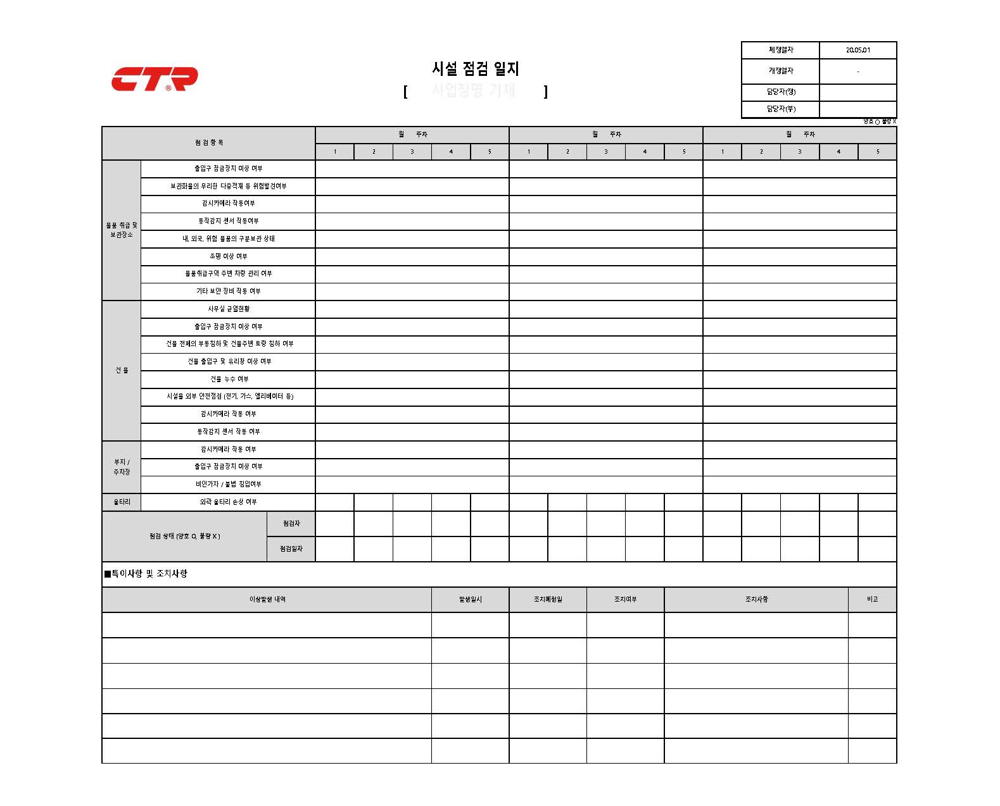 CTR®
시설 점검 일지
[ 사업장명 기재 ]
제정일자 20.05.01
개정일자 -
담당자(정)
담당자(부)
양호 O 불량 X
점 검 항 목 월 주차 월 주차 월 주차
1 2 3 4 5 1 2 3 4 5 1 2 3 4 5
물품 취급 및
보관장소
출입구 잠금장치 이상 여부
보관화물의 무리한 다중적재 등 위험발견여부
감시카메라 작동여부
동작감지 센서 작동여부
내, 외국, 위험 물품의 구분보관 상태
조명 이상 여부
물품취급구역 주변 차량 관리 여부
기타 보안 장비 작동 여부
건 물
사무실 균열현황
출입구 잠금장치 이상 여부
건물 전체의 부동침하 및 건물주변 토량 침하 여부
건물 출입구 및 유리창 이상 여부
건물 누수 여부
시설물 외부 안전점검 (전기, 가스, 엘리베이터 등)
감시카메라 작동 여부
동작감지 센서 작동 여부
부지 /
주차장
감시카메라 작동 여부
출입구 잠금장치 이상 여부
비인가자 / 불법 침입여부
울타리 외곽 울타리 손상 여부
점검 상태 (양호 O, 불량 X )
점검자
점검일자
■특이사항 및 조치사항
이상발생 내역 발생일시 조치예정일 조치여부 조치사항 비고